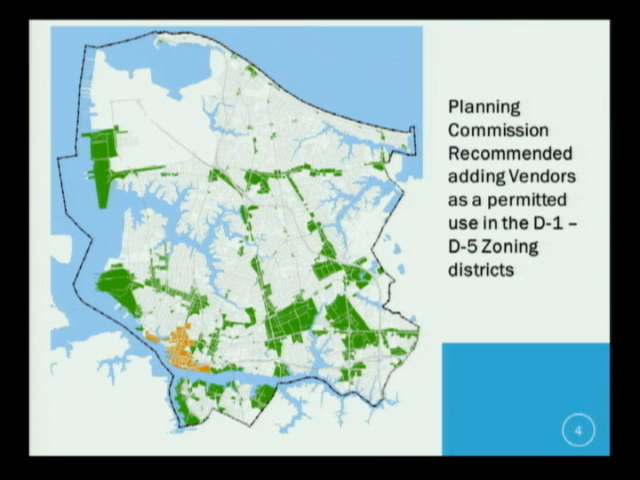 Planning
Commission
Recommended
adding Vendors
as a permitted
use in the D-1 –
D-5 Zoning
districts
4